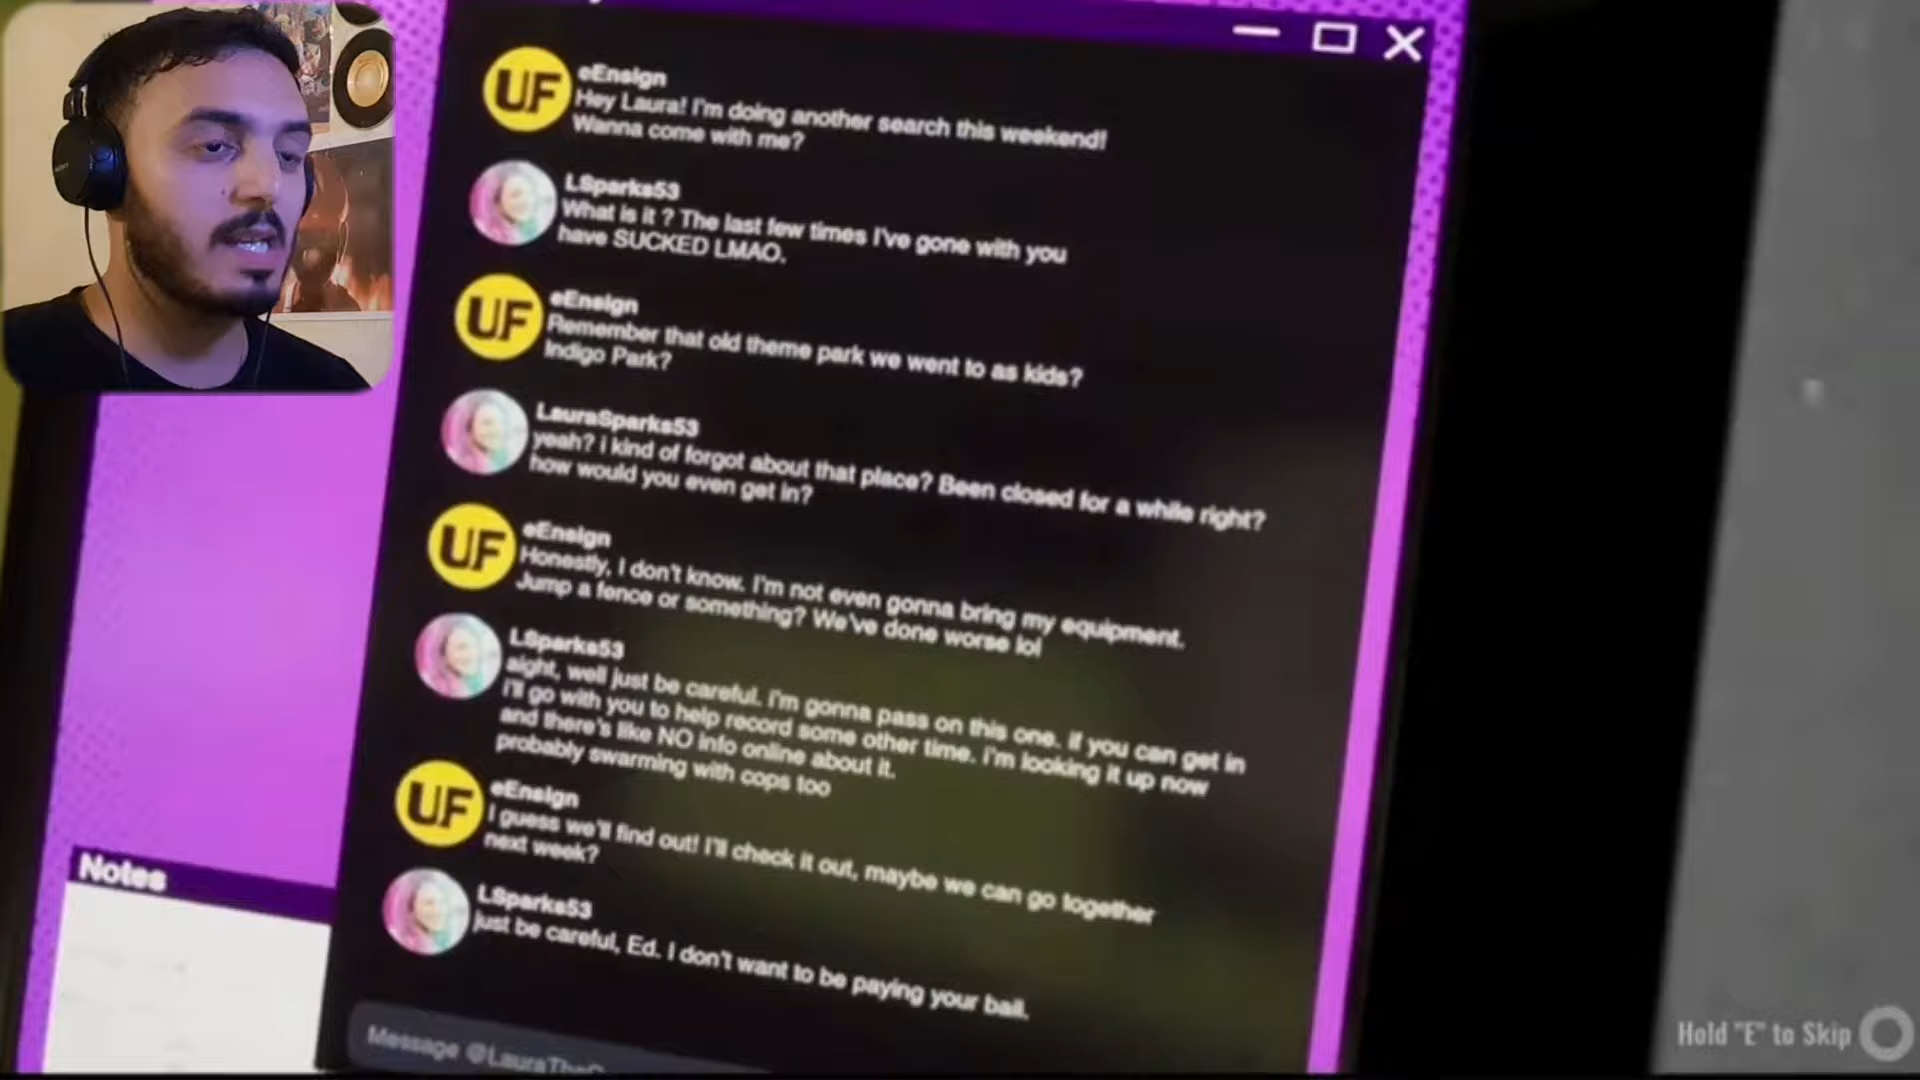 UF
eEnsign
Hey Laura! I'm doing another search this weekend!
Wanna come with me?
LSparks53
What is it ? The last few times I've gone with you
have SUCKED LMAO.
UF
eEnsign
Remember that old theme park we went to as kids?
Indigo Park?
LauraSparks53
yeah? i kind of forgot about that place? Been closed for a while right?
how would you even get in?
UF
eEnsign
Honestly, I don't know. I'm not even gonna bring my equipment.
Jump a fence or something? We've done worse lol
LSparks53
aight, well just be careful. i'm gonna pass on this one. if you can get in
i'll go with you to help record some other time. i'm looking it up now
and there's like NO info online about it.
probably swarming with cops too
UF
eEnsign
I guess we'll find out! I'll check it out, maybe we can go together
next week?
LSparks53
just be careful, Ed. I don't want to be paying your bail.
Message @LauraThe
Notes
Hold "E" to Skip